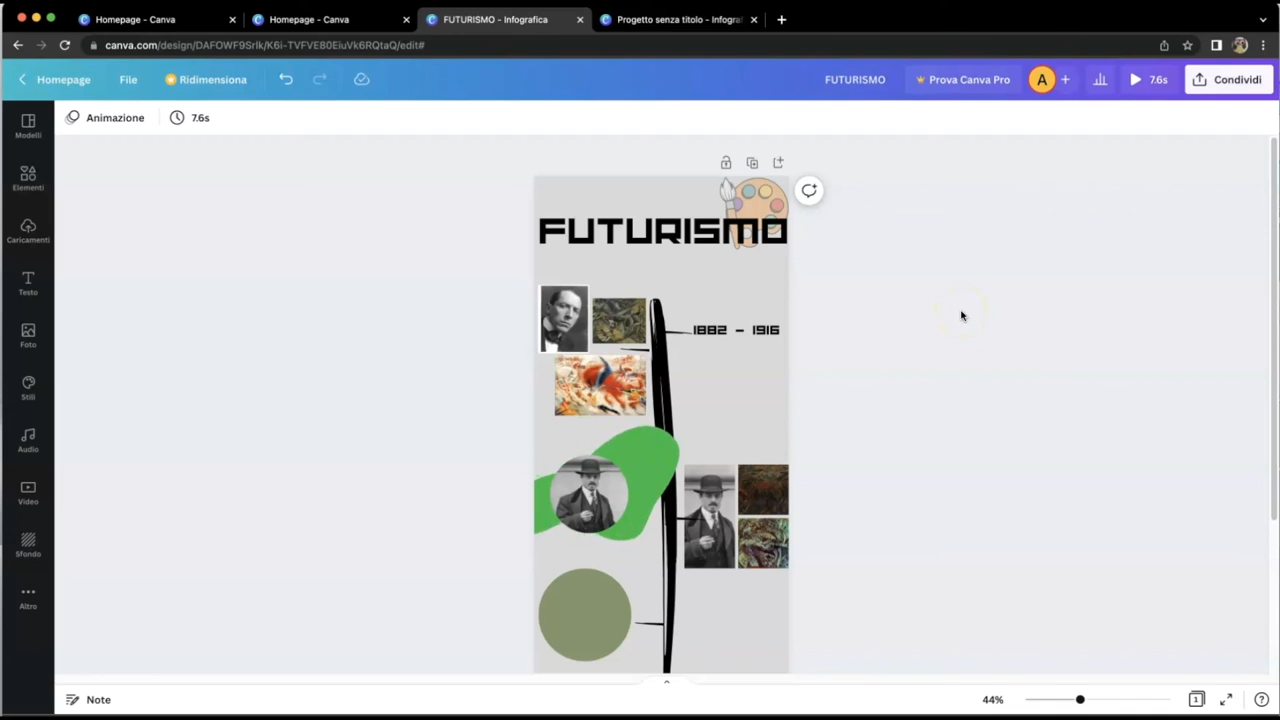 Homepage - Canva
Homepage - Canva
FUTURISMO - Infografica
Progetto senza titolo - Infograf
canva.com/design/DAFOWF9SrIk/K6i-TVFVE80EiuVk6RQtaQ/edit#
Homepage
File
Ridimensiona
FUTURISMO
Prova Canva Pro
A
7.6s
Condividi
Animazione
7.6s
Modelli
Elementi
Caricamenti
Testo
Foto
Stili
Audio
Video
Sfondo
Altro
FUTURISMO
1882 - 1916
Note
44%
1